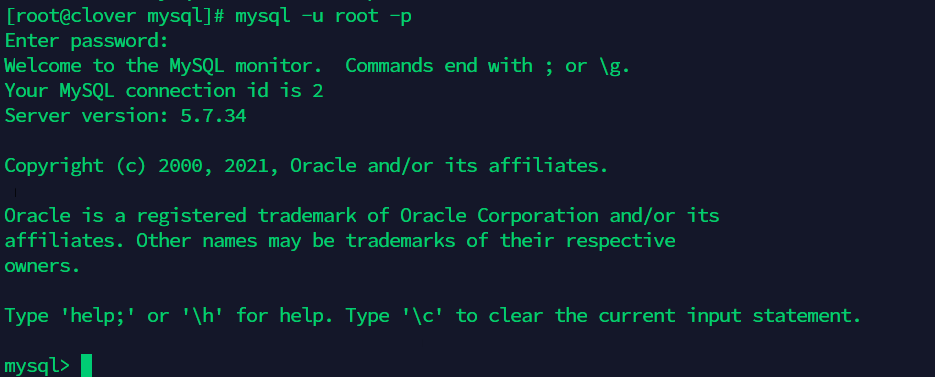 [root@clover mysql]# mysql -u root -p
Enter password:
Welcome to the MySQL monitor.  Commands end with ; or \g.
Your MySQL connection id is 2
Server version: 5.7.34
Copyright (c) 2000, 2021, Oracle and/or its affiliates.
Oracle is a registered trademark of Oracle Corporation and/or its
affiliates. Other names may be trademarks of their respective
owners.
Type 'help;' or '\h' for help. Type '\c' to clear the current input statement.
mysql>